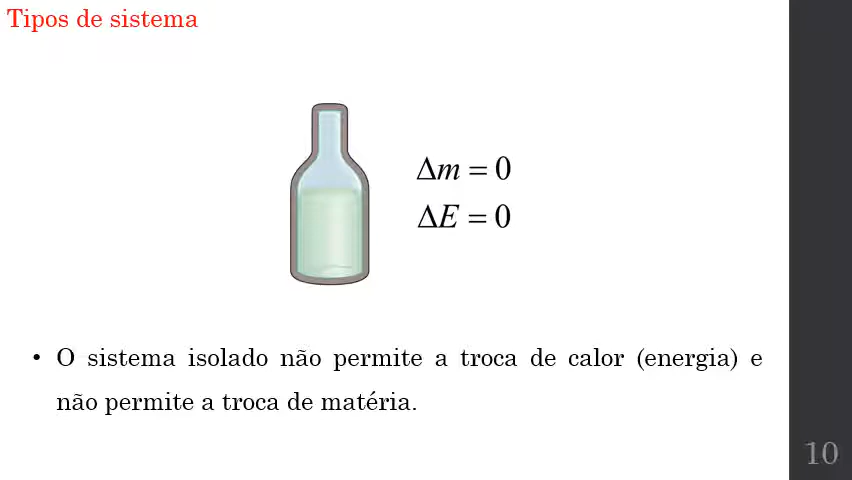 Tipos de sistema
Δm = 0
ΔE = 0
• O sistema isolado não permite a troca de calor (energia) e
não permite a troca de matéria.
10